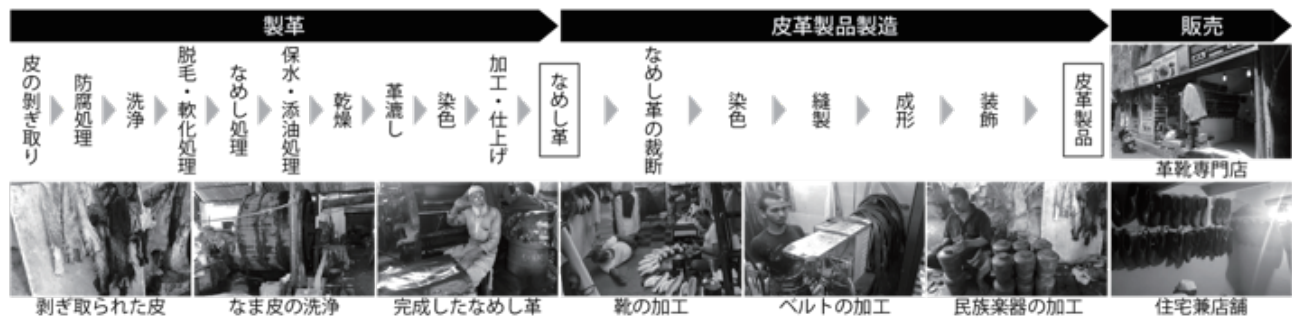 製革
皮革製品製造
販売
皮の剥ぎ取り
防腐処理
洗浄
脱毛・軟化処理
なめし処理
保水・添油処理
乾燥
革漉し
染色
加工・仕上げ
なめし革
なめし革の裁断
染色
縫製
成形
装飾
皮革製品
革靴専門店
剥ぎ取られた皮
なま皮の洗浄
完成したなめし革
靴の加工
ベルトの加工
民族楽器の加工
住宅兼店舗